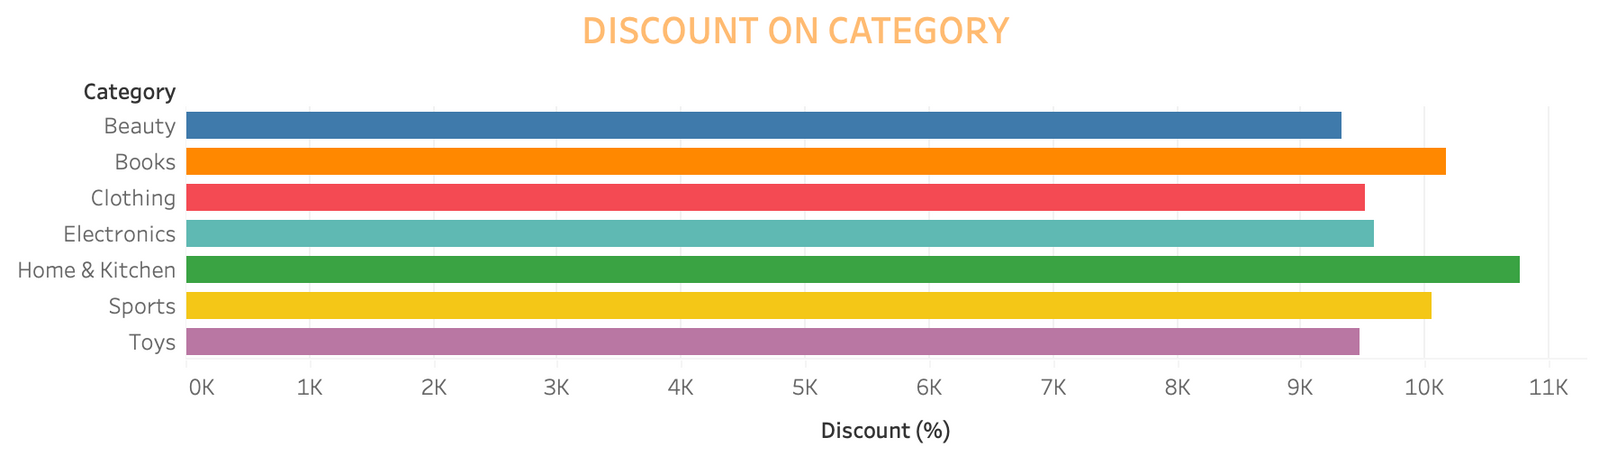 DISCOUNT ON CATEGORY
Category
Beauty
Books
Clothing
Electronics
Home & Kitchen
Sports
Toys
0K 1K 2K 3K 4K 5K 6K 7K 8K 9K 10K 11K
Discount (%)